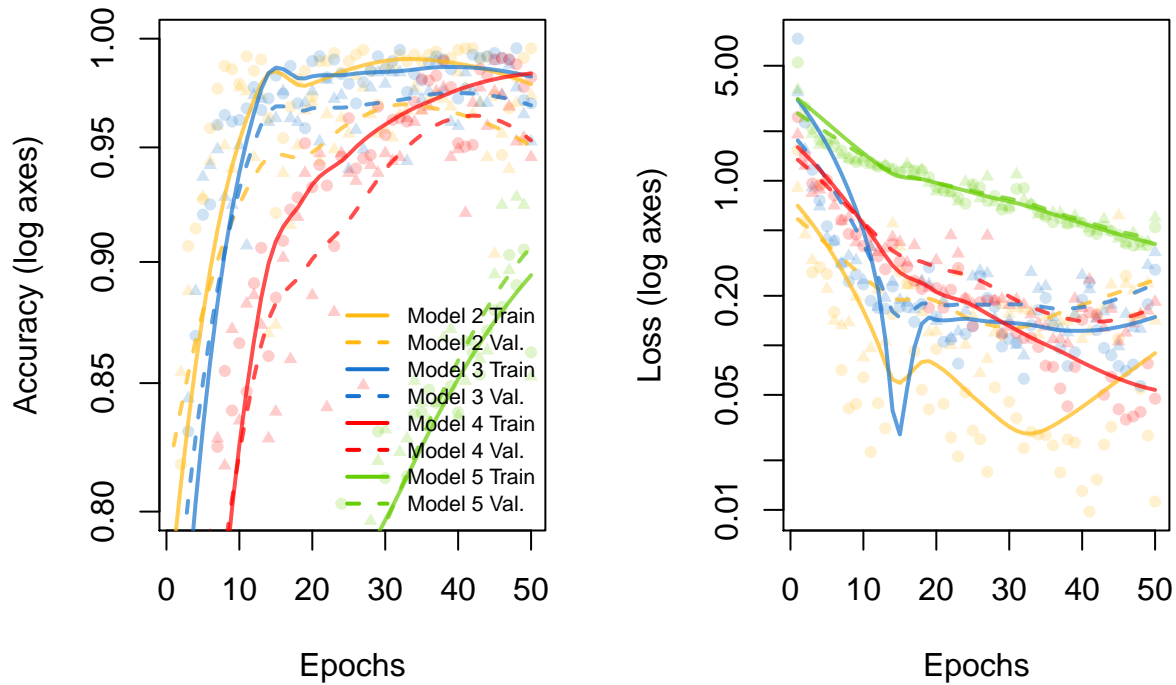 Accuracy (log axes)
1.00
0.95
0.90
0.85
0.80
Model 2 Train
Model 2 Val.
Model 3 Train
Model 3 Val.
Model 4 Train
Model 4 Val.
Model 5 Train
Model 5 Val.
0 10 20 30 40 50
Epochs
Loss (log axes)
5.00
1.00
0.20
0.05
0.01
0 10 20 30 40 50
Epochs